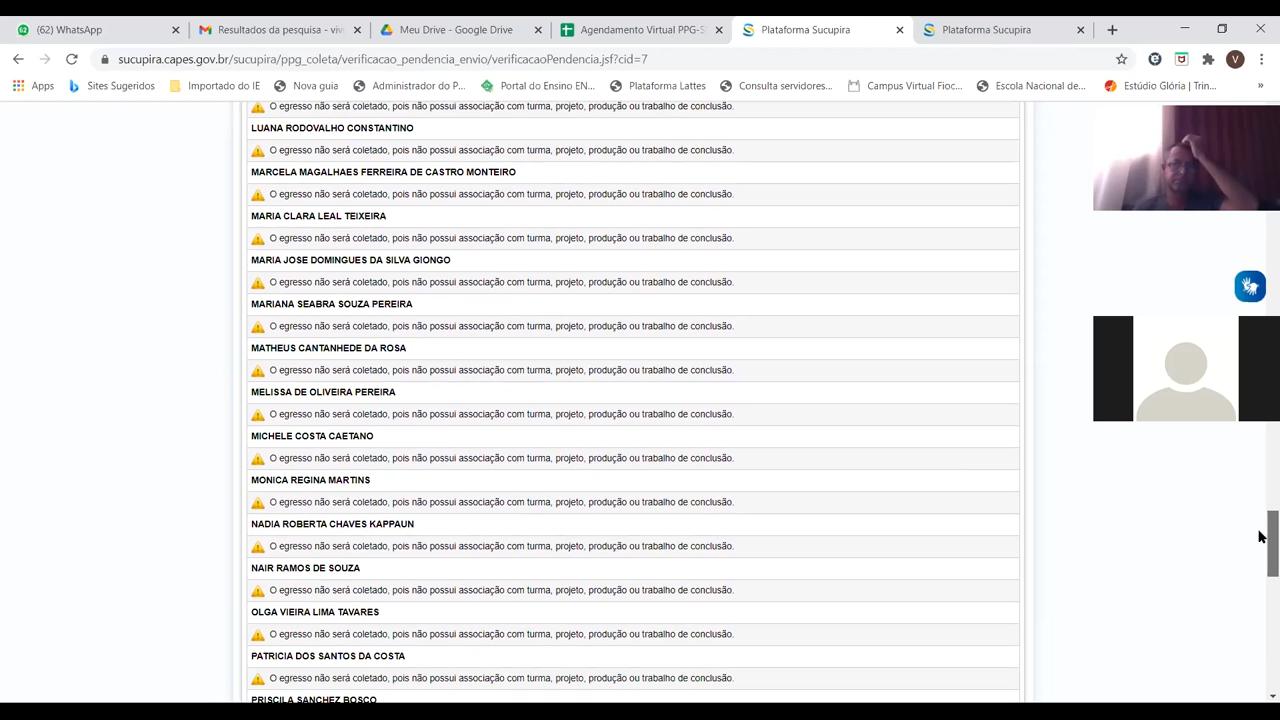 (62) WhatsApp
Resultados da pesquisa - viv
Meu Drive - Google Drive
Agendamento Virtual PPG-S
Plataforma Sucupira
Plataforma Sucupira
sucupira.capes.gov.br/sucupira/ppg_coleta/verificacao_pendencia_envio/verificacaoPendencia.jsf?cid=7
V
Apps
Sites Sugeridos
Importado do IE
Nova guia
Administrador do P...
Portal do Ensino EN...
Plataforma Lattes
Consulta servidores...
Campus Virtual Fioc...
Escola Nacional de...
Estúdio Glória | Trin...
»
O egresso não será coletado, pois não possui associação com turma, projeto, produção ou trabalho de conclusão.
LUANA RODOVALHO CONSTANTINO
O egresso não será coletado, pois não possui associação com turma, projeto, produção ou trabalho de conclusão.
MARCELA MAGALHAES FERREIRA DE CASTRO MONTEIRO
O egresso não será coletado, pois não possui associação com turma, projeto, produção ou trabalho de conclusão.
MARIA CLARA LEAL TEIXEIRA
O egresso não será coletado, pois não possui associação com turma, projeto, produção ou trabalho de conclusão.
MARIA JOSE DOMINGUES DA SILVA GIONGO
O egresso não será coletado, pois não possui associação com turma, projeto, produção ou trabalho de conclusão.
MARIANA SEABRA SOUZA PEREIRA
O egresso não será coletado, pois não possui associação com turma, projeto, produção ou trabalho de conclusão.
MATHEUS CANTANHEDE DA ROSA
O egresso não será coletado, pois não possui associação com turma, projeto, produção ou trabalho de conclusão.
MELISSA DE OLIVEIRA PEREIRA
O egresso não será coletado, pois não possui associação com turma, projeto, produção ou trabalho de conclusão.
MICHELE COSTA CAETANO
O egresso não será coletado, pois não possui associação com turma, projeto, produção ou trabalho de conclusão.
MONICA REGINA MARTINS
O egresso não será coletado, pois não possui associação com turma, projeto, produção ou trabalho de conclusão.
NADIA ROBERTA CHAVES KAPPAUN
O egresso não será coletado, pois não possui associação com turma, projeto, produção ou trabalho de conclusão.
NAIR RAMOS DE SOUZA
O egresso não será coletado, pois não possui associação com turma, projeto, produção ou trabalho de conclusão.
OLGA VIEIRA LIMA TAVARES
O egresso não será coletado, pois não possui associação com turma, projeto, produção ou trabalho de conclusão.
PATRICIA DOS SANTOS DA COSTA
O egresso não será coletado, pois não possui associação com turma, projeto, produção ou trabalho de conclusão.
PRISCILA SANCHEZ BOSCO